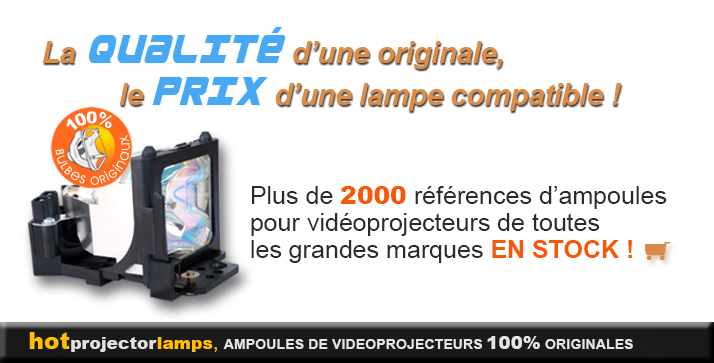 La QUALITÉ d'une originale,
le PRIX d'une lampe compatible !
100%
BULBES ORIGINAUX
Plus de 2000 références d'ampoules
pour vidéoprojecteurs de toutes
les grandes marques EN STOCK !
hotprojectorlamps, AMPOULES DE VIDEOPROJECTEURS 100% ORIGINALES